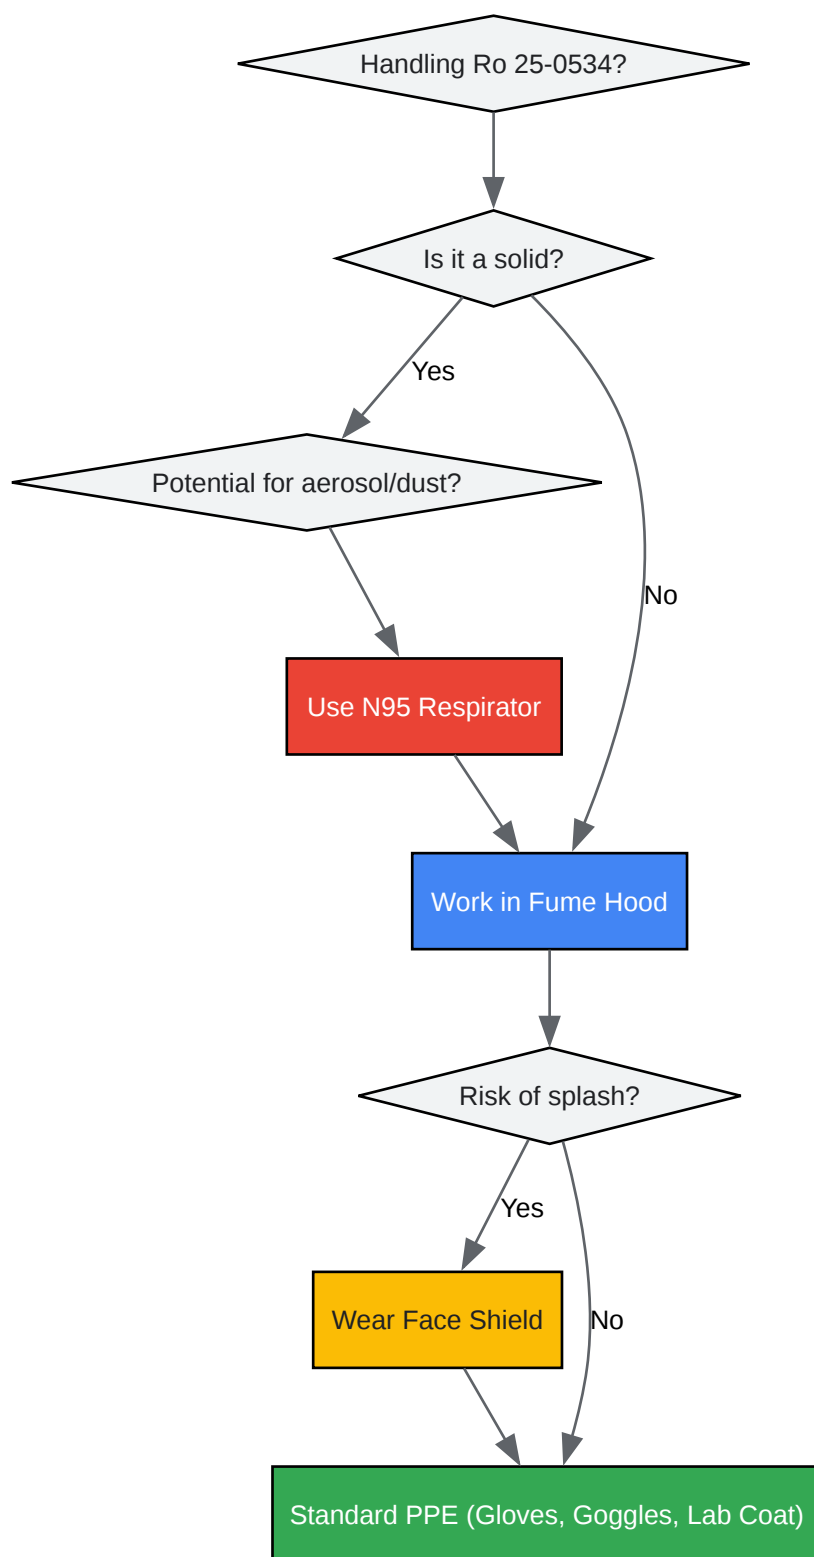 Handling Ro 25-0534?
Is it a solid?
Yes
Potential for aerosol/dust?
No
Use N95 Respirator
Work in Fume Hood
Risk of splash?
Yes
Wear Face Shield
No
Standard PPE (Gloves, Goggles, Lab Coat)